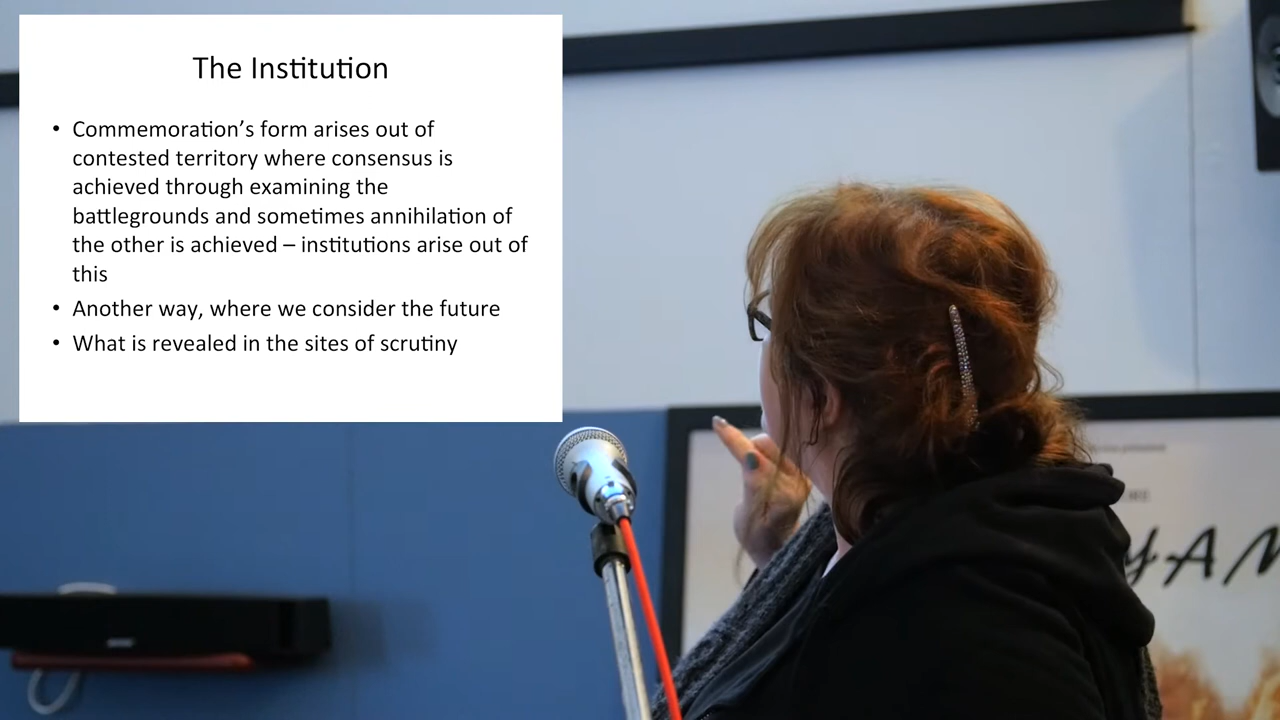 The Institution
• Commemoration’s form arises out of
contested territory where consensus is
achieved through examining the
battlegrounds and sometimes annihilation of
the other is achieved – institutions arise out of
this
• Another way, where we consider the future
• What is revealed in the sites of scrutiny
YAM